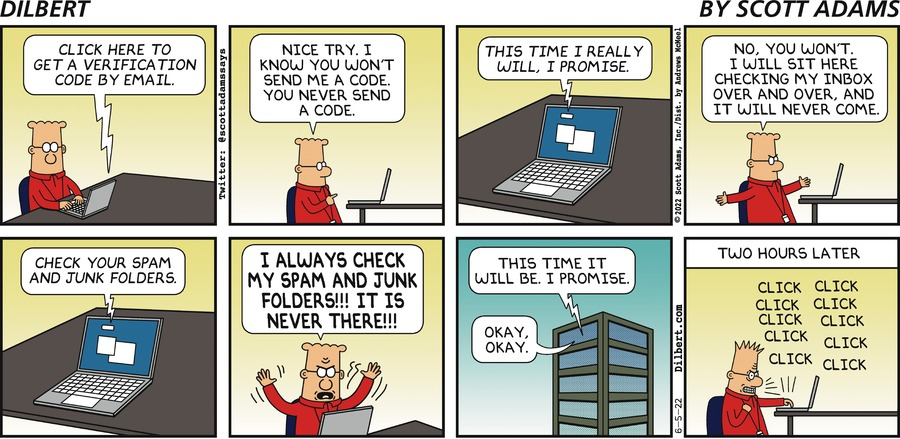 DILBERT
BY SCOTT ADAMS
CLICK HERE TO
GET A VERIFICATION
CODE BY EMAIL.
Twitter: @scottadamssays
NICE TRY. I
KNOW YOU WON'T
SEND ME A CODE.
YOU NEVER SEND
A CODE.
THIS TIME I REALLY
WILL, I PROMISE.
© 2022 Scott Adams, Inc./Dist. by Andrews McMeel
NO, YOU WON'T.
I WILL SIT HERE
CHECKING MY INBOX
OVER AND OVER, AND
IT WILL NEVER COME.
CHECK YOUR SPAM
AND JUNK FOLDERS.
I ALWAYS CHECK
MY SPAM AND JUNK
FOLDERS!!! IT IS
NEVER THERE!!!
THIS TIME IT
WILL BE. I PROMISE.
OKAY,
OKAY.
6-5-22 Dilbert.com
TWO HOURS LATER
CLICK CLICK
CLICK CLICK
CLICK CLICK
CLICK CLICK
CLICK CLICK